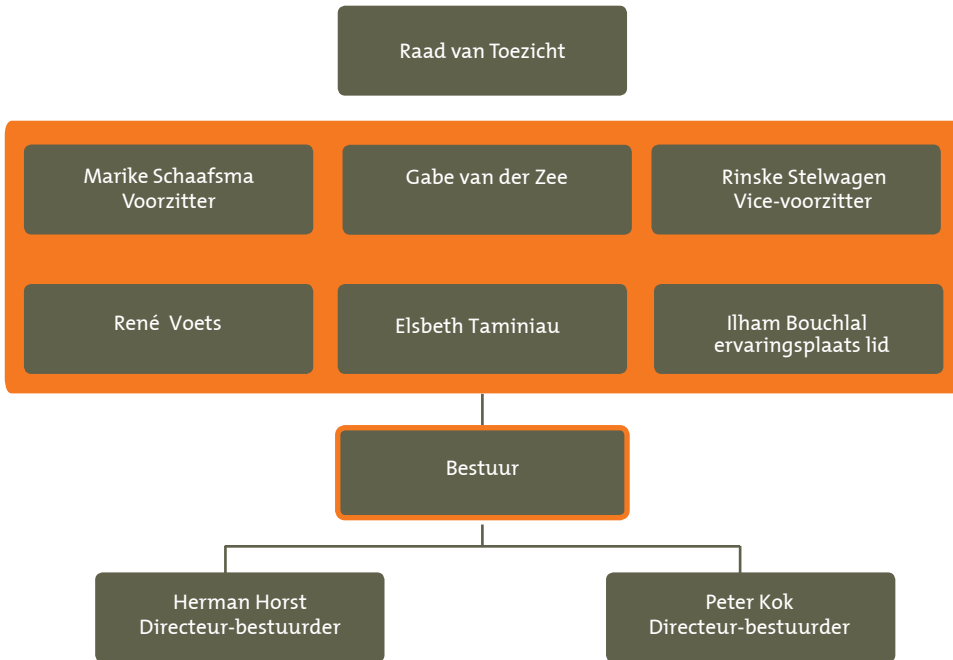 Raad van Toezicht
Marike Schaafsma
Voorzitter
Gabe van der Zee
Rinske Stelwagen
Vice-voorzitter
René Voets
Elsbeth Taminiau
Ilham Bouchlal
ervaringsplaats lid
Bestuur
Herman Horst
Directeur-bestuurder
Peter Kok
Directeur-bestuurder